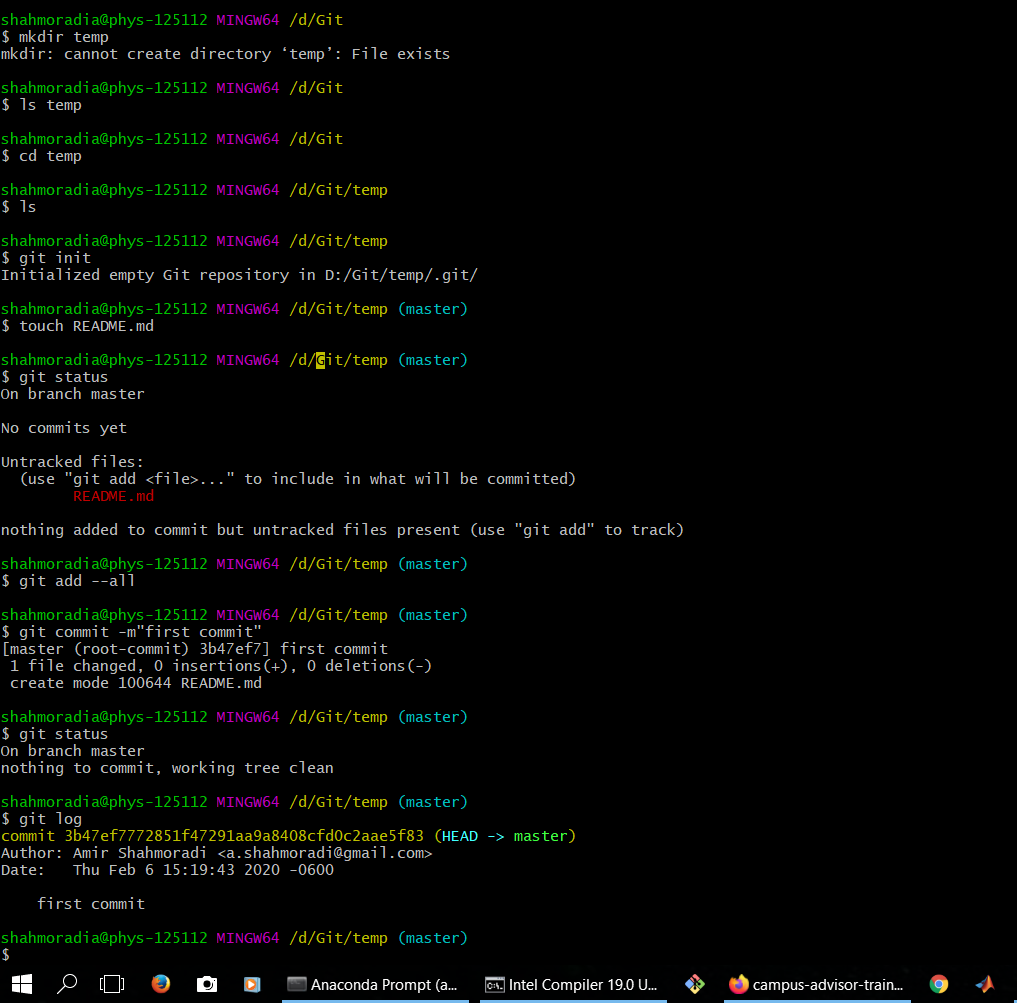 shahmoradia@phys-125112 MINGW64 /d/Git
$ mkdir temp
mkdir: cannot create directory ‘temp’: File exists
shahmoradia@phys-125112 MINGW64 /d/Git
$ ls temp
shahmoradia@phys-125112 MINGW64 /d/Git
$ cd temp
shahmoradia@phys-125112 MINGW64 /d/Git/temp
$ ls
shahmoradia@phys-125112 MINGW64 /d/Git/temp
$ git init
Initialized empty Git repository in D:/Git/temp/.git/
shahmoradia@phys-125112 MINGW64 /d/Git/temp (master)
$ touch README.md
shahmoradia@phys-125112 MINGW64 /d/Git/temp (master)
$ git status
On branch master
No commits yet
Untracked files:
  (use "git add <file>..." to include in what will be committed)
        README.md
nothing added to commit but untracked files present (use "git add" to track)
shahmoradia@phys-125112 MINGW64 /d/Git/temp (master)
$ git add --all
shahmoradia@phys-125112 MINGW64 /d/Git/temp (master)
$ git commit -m"first commit"
[master (root-commit) 3b47ef7] first commit
 1 file changed, 0 insertions(+), 0 deletions(-)
 create mode 100644 README.md
shahmoradia@phys-125112 MINGW64 /d/Git/temp (master)
$ git status
On branch master
nothing to commit, working tree clean
shahmoradia@phys-125112 MINGW64 /d/Git/temp (master)
$ git log
commit 3b47ef7772851f47291aa9a8408cfd0c2aae5f83 (HEAD -> master)
Author: Amir Shahmoradi <a.shahmoradi@gmail.com>
Date:   Thu Feb 6 15:19:43 2020 -0600
    first commit
shahmoradia@phys-125112 MINGW64 /d/Git/temp (master)
$
Anaconda Prompt (a... Intel Compiler 19.0 U... campus-advisor-train...